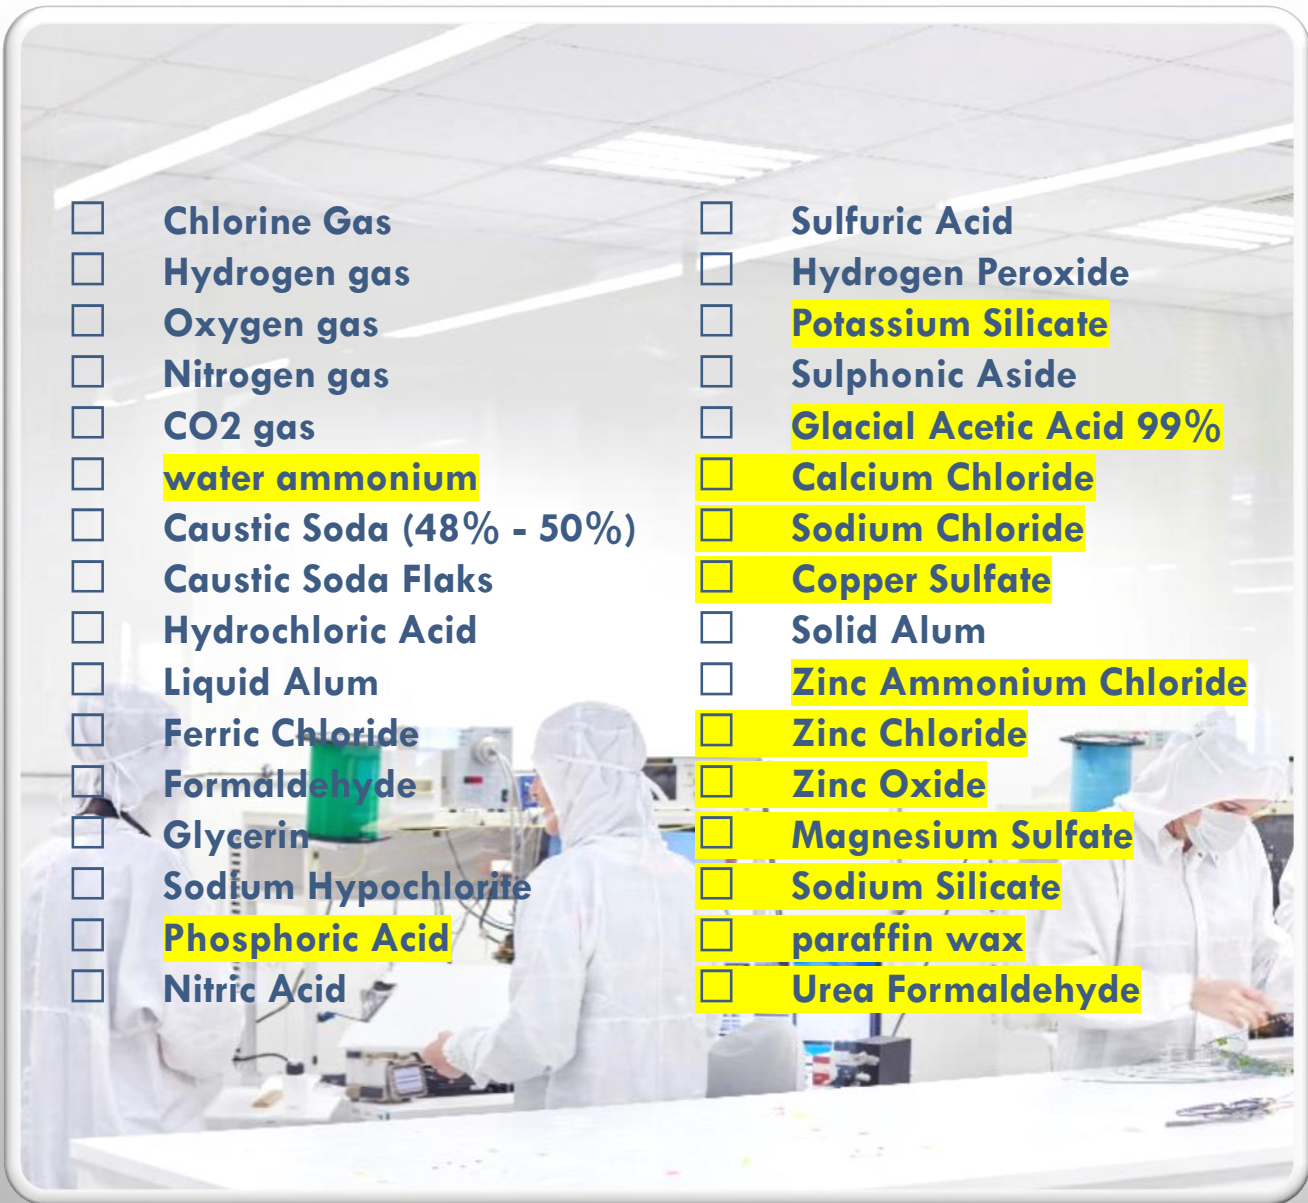 Chlorine Gas
Hydrogen gas
Oxygen gas
Nitrogen gas
CO2 gas
water ammonium
Caustic Soda (48% - 50%)
Caustic Soda Flaks
Hydrochloric Acid
Liquid Alum
Ferric Chloride
Formaldehyde
Glycerin
Sodium Hypochlorite
Phosphoric Acid
Nitric Acid
Sulfuric Acid
Hydrogen Peroxide
Potassium Silicate
Sulphonic Aside
Glacial Acetic Acid 99%
Calcium Chloride
Sodium Chloride
Copper Sulfate
Solid Alum
Zinc Ammonium Chloride
Zinc Chloride
Zinc Oxide
Magnesium Sulfate
Sodium Silicate
paraffin wax
Urea Formaldehyde